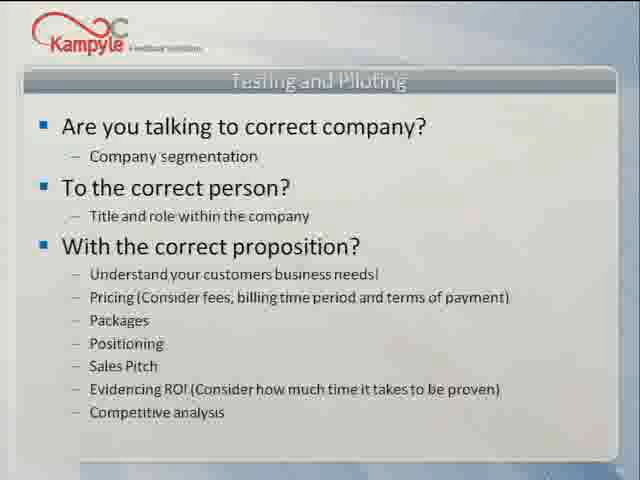 Kampyle Feedback Solutions
Testing and Piloting
Are you talking to correct company?
– Company segmentation
To the correct person?
– Title and role within the company
With the correct proposition?
– Understand your customers business needs!
– Pricing (Consider fees, billing time period and terms of payment)
– Packages
– Positioning
– Sales Pitch
– Evidencing ROI (Consider how much time it takes to be proven)
– Competitive analysis